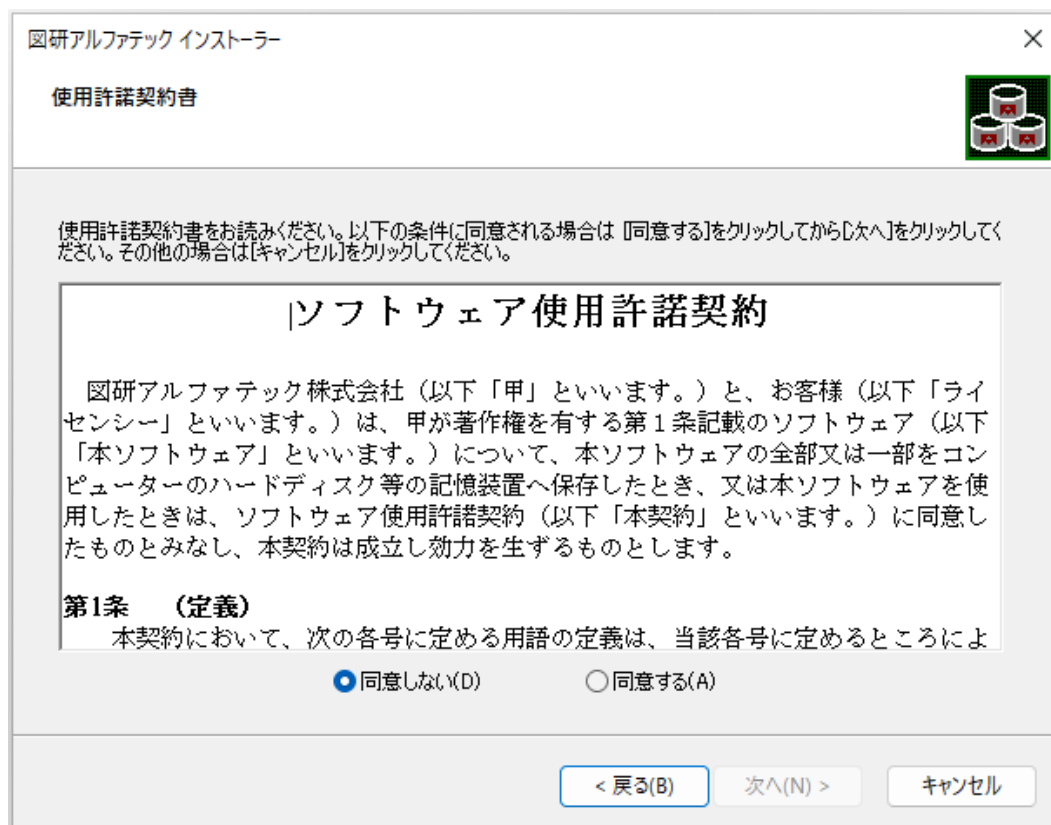 図研アルファテック インストーラー
使用許諾契約書
使用許諾契約書をお読みください。以下の条件に同意される場合は [同意する]をクリックしてから[次へ]をクリックしてく
ださい。その他の場合は[キャンセル]をクリックしてください。
ソフトウェア使用許諾契約
図研アルファテック株式会社（以下「甲」といいます。）と、お客様（以下「ライ
センシー」といいます。）は、甲が著作権を有する第１条記載のソフトウェア（以下
「本ソフトウェア」といいます。）について、本ソフトウェアの全部又は一部をコン
ピューターのハードディスク等の記憶装置へ保存したとき、又は本ソフトウェアを使
用したときは、ソフトウェア使用許諾契約（以下「本契約」といいます。）に同意し
たものとみなし、本契約は成立し効力を生ずるものとします。
第1条　（定義）
本契約において、次の各号に定める用語の定義は、当該各号に定めるところによ
同意しない(D) 同意する(A)
< 戻る(B) 次へ(N) > キャンセル